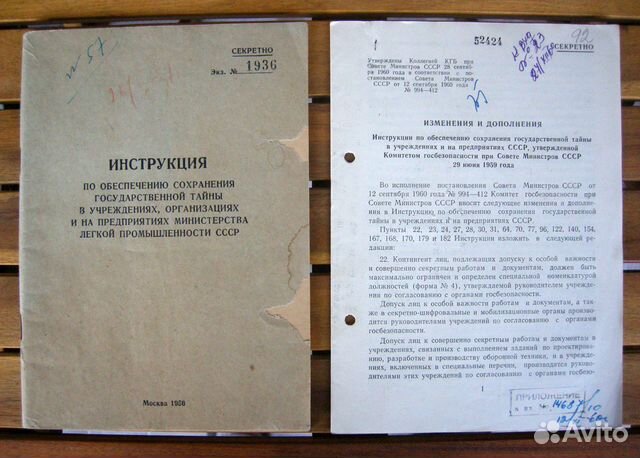 СЕКРЕТНО
Экз. № 1936
ИНСТРУКЦИЯ
ПО ОБЕСПЕЧЕНИЮ СОХРАНЕНИЯ
ГОСУДАРСТВЕННОЙ ТАЙНЫ
В УЧРЕЖДЕНИЯХ, ОРГАНИЗАЦИЯХ
И НА ПРЕДПРИЯТИЯХ МИНИСТЕРСТВА
ЛЕГКОЙ ПРОМЫШЛЕННОСТИ СССР
Москва 1956
52424
92
СЕКРЕТНО
Утверждены Коллегией КГБ при
Совете Министров СССР 28 сентяб-
ря 1960 года в соответствии с по-
становлением Совета Министров
СССР от 12 сентября 1960 года
№ 994—412
ИЗМЕНЕНИЯ И ДОПОЛНЕНИЯ
Инструкции по обеспечению сохранения государственной тайны
в учреждениях и на предприятиях СССР, утвержденной
Комитетом госбезопасности при Совете Министров СССР
29 июня 1959 года
Во исполнение постановления Совета Министров СССР от
12 сентября 1960 года № 994—412 Комитет госбезопасности при
Совете Министров СССР вносит следующие изменения и допол-
нения в Инструкцию по обеспечению сохранения государственной
тайны в учреждениях и на предприятиях СССР:
Пункты 22, 23, 24, 27, 28, 30, 31, 64, 70, 77, 96, 122, 140, 154,
167, 168, 170, 179 и 182 Инструкции изложить в следующей ре-
дакции:
22. Контингент лиц, подлежащих допуску к особой важности
и совершенно секретным работам и документам, должен быть
максимально ограничен и определен специальной номенклатурой
должностей (форма № 4), утверждаемой руководителем учрежде-
ния по согласованию с органами госбезопасности.
Допуск лиц к особой важности работам и документам, а так-
же в секретно-шифровальные и мобилизационные органы произво-
дится руководителями учреждений по согласованию с органами
госбезопасности.
Допуск лиц к совершенно секретным работам и документам в
учреждениях, связанных с выполнением заданий по проектирова-
нию, разработке и производству оборонной техники, и в учрежде-
ниях, включенных в специальные перечни, производится руково-
дителями этих учреждений по согласованию с органами госбезо-
1
ПРИЛОЖЕНИЕ
Avito